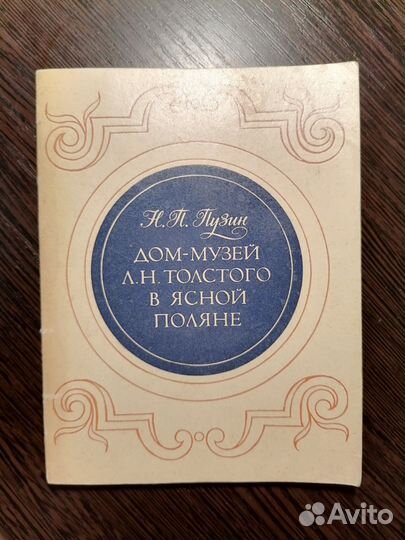 Н. П. Пузин
ДОМ-МУЗЕЙ
Л. Н. ТОЛСТОГО
В ЯСНОЙ
ПОЛЯНЕ
Avito